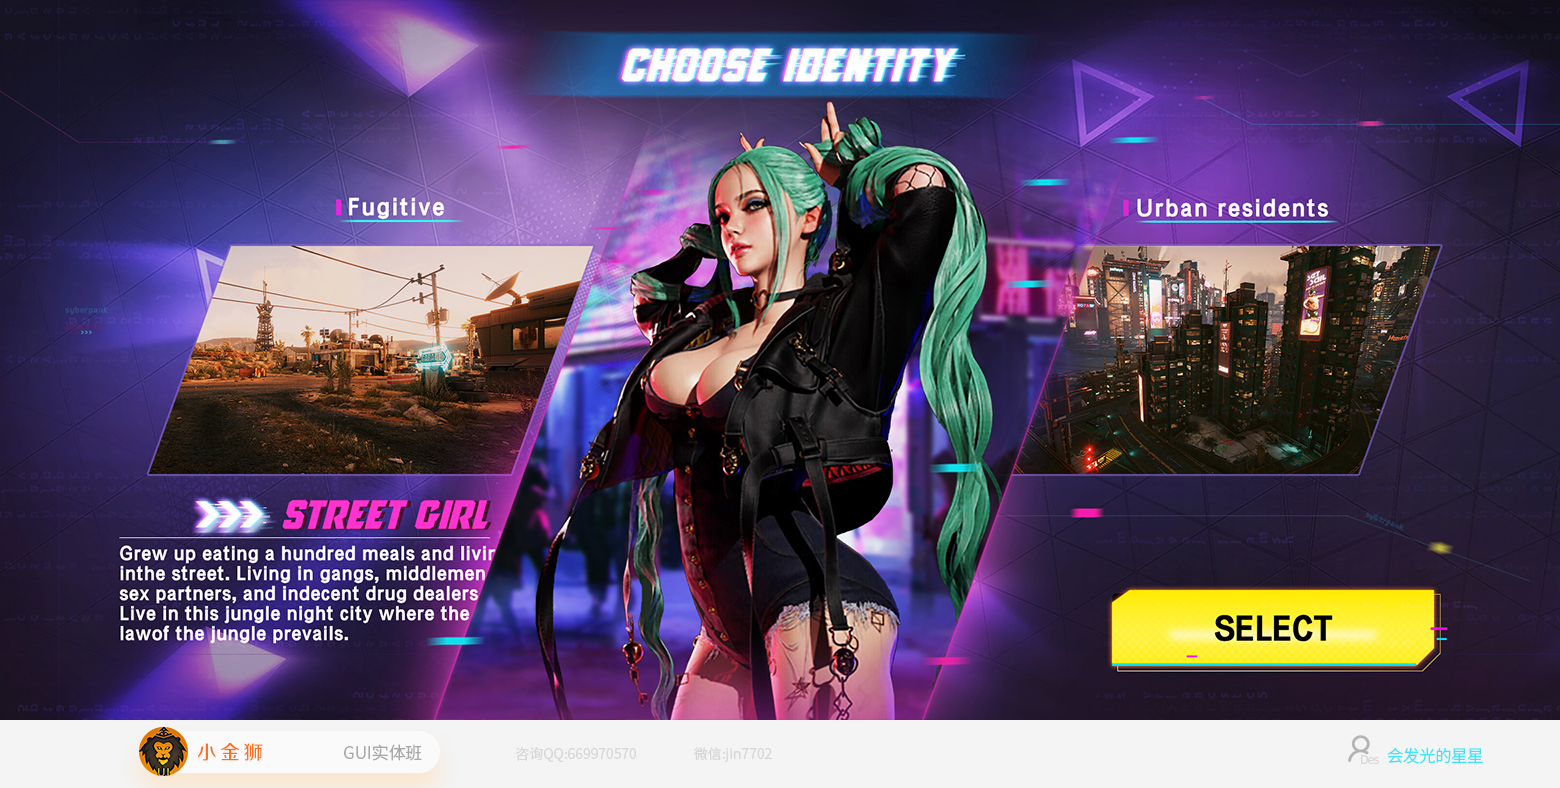 CHOOSE IDENTITY
Fugitive
Urban residents
syberpauk
>>>
STREET GIRL
Grew up eating a hundred meals and livin
inthe street. Living in gangs, middlemen
sex partners, and indecent drug dealers
Live in this jungle night city where the
lawof the jungle prevails.
SELECT
小金狮
GUI实体班
咨询QQ:669970570
微信:jin7702
Des
会发光的星星